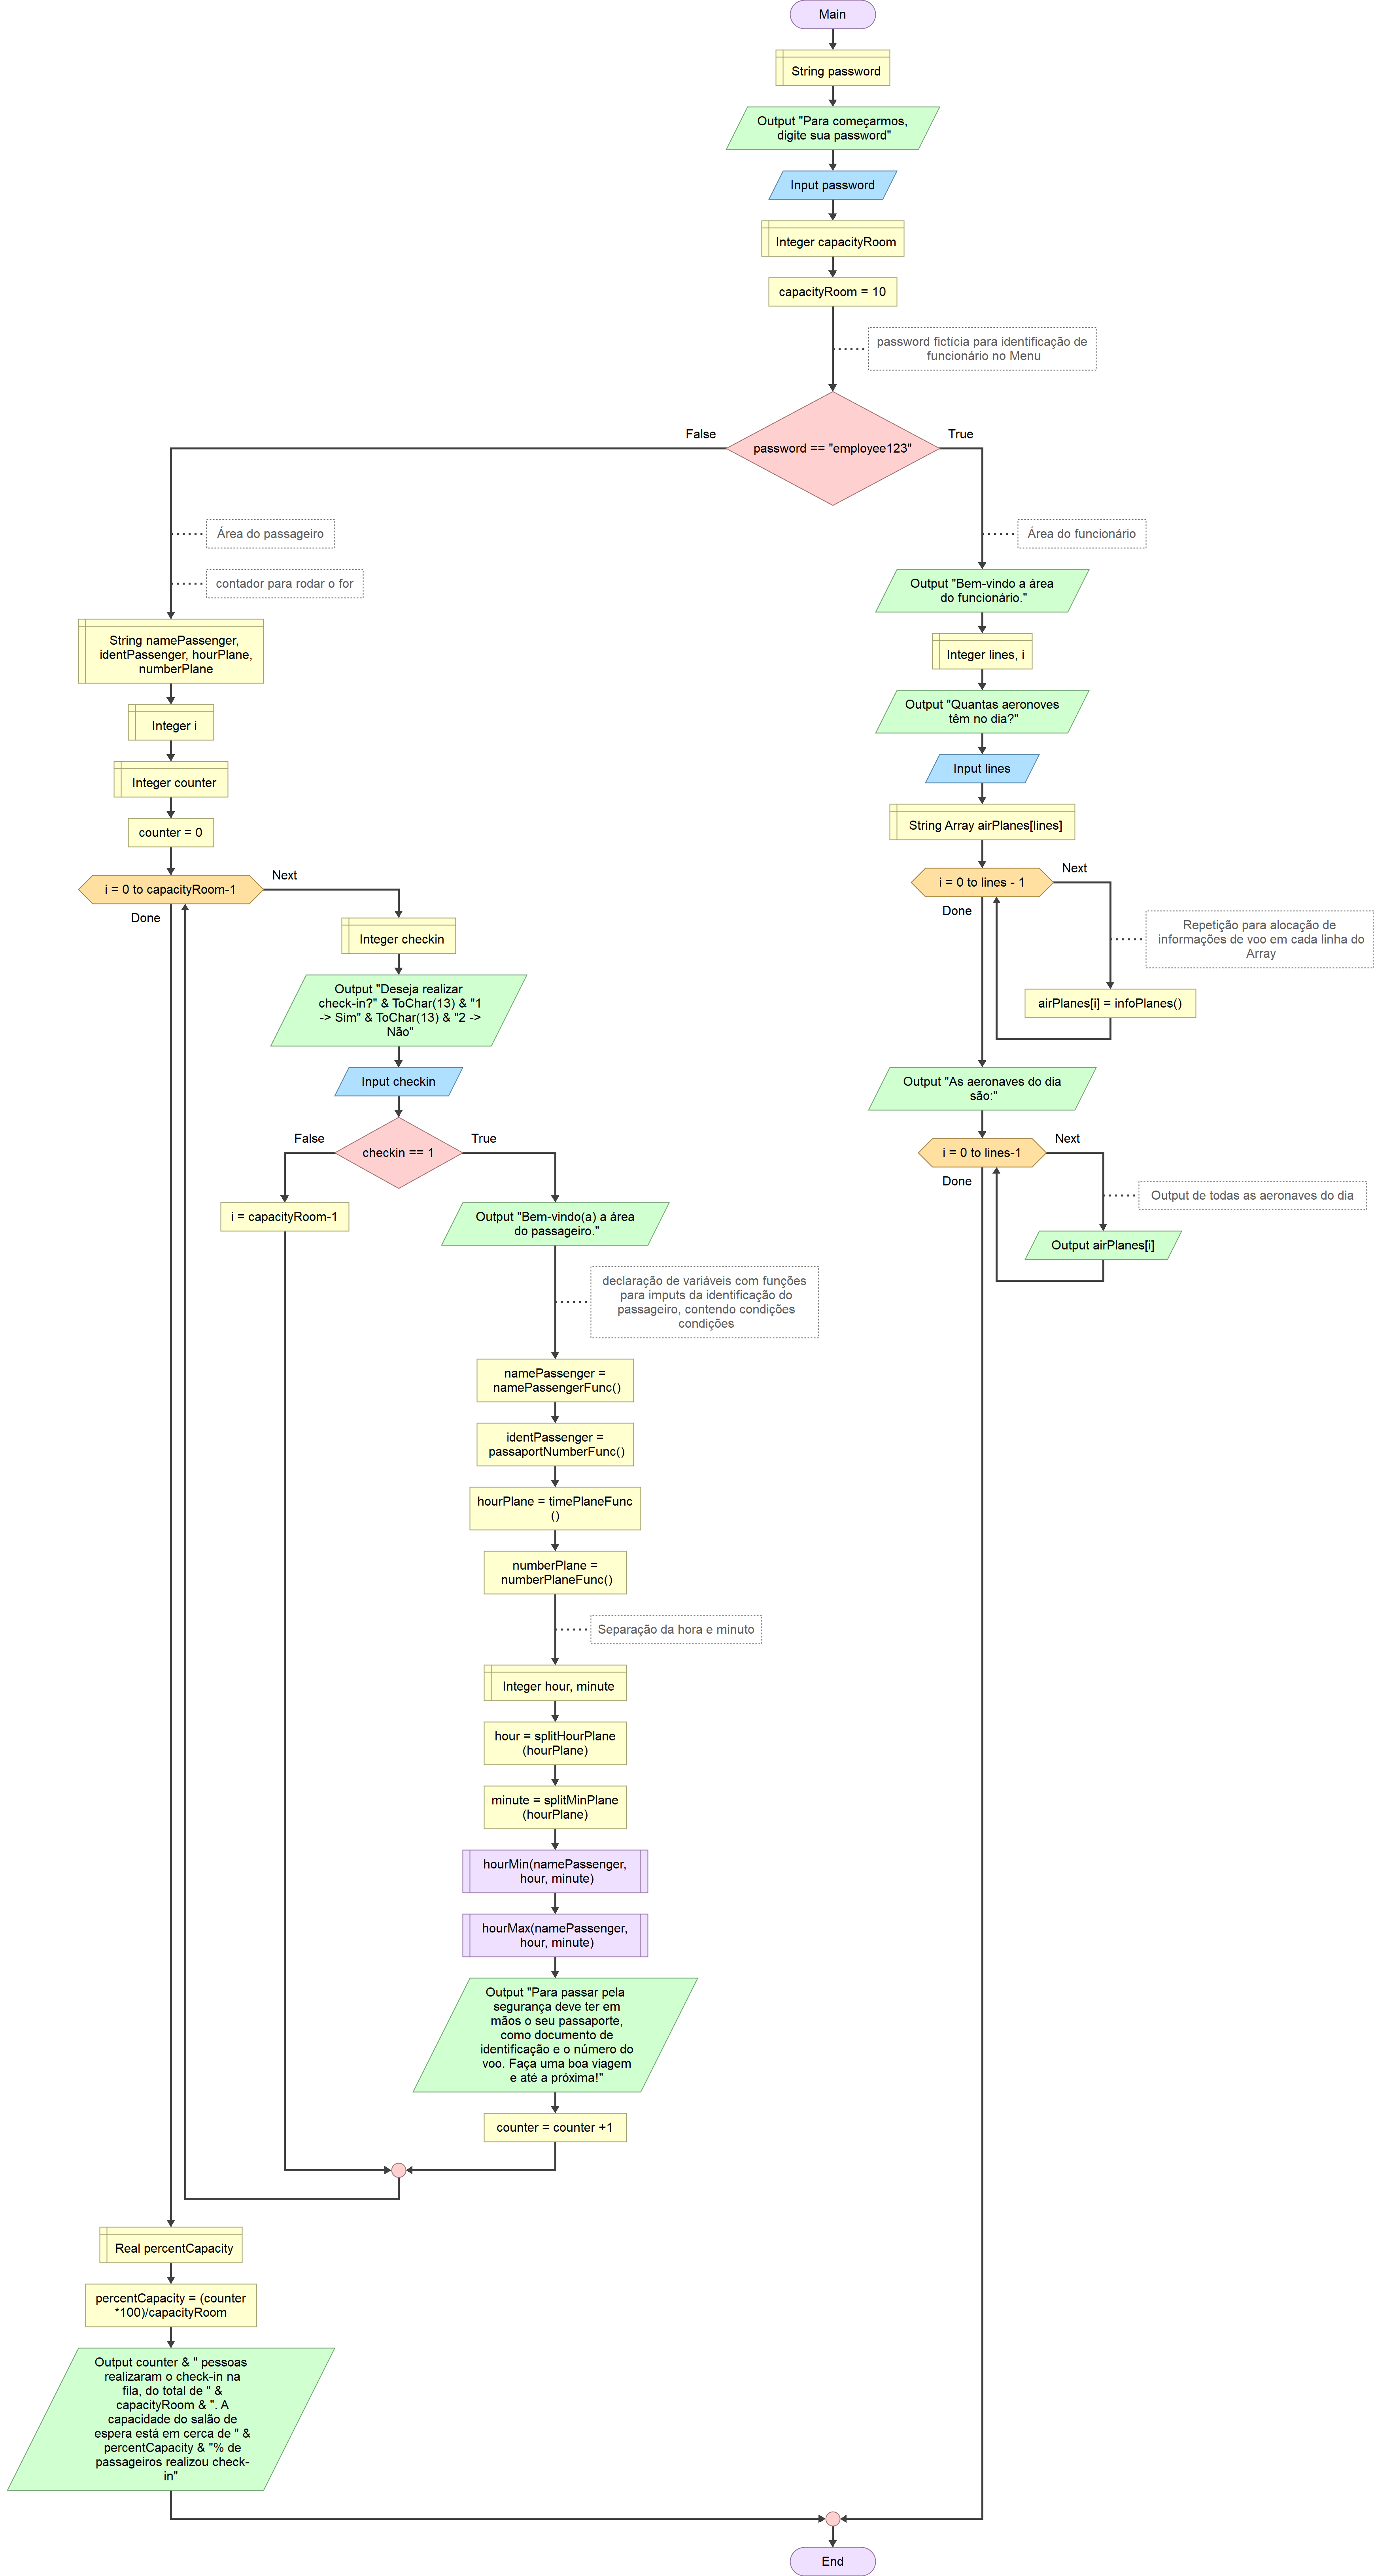 Main
String password
Output "Para começarmos,
digite sua password"
Input password
Integer capacityRoom
capacityRoom = 10
password fictícia para identificação de
funcionário no Menu
False
True
password == "employee123"
Área do passageiro
contador para rodar o for
String namePassenger,
identPassenger, hourPlane,
numberPlane
Integer i
Integer counter
counter = 0
i = 0 to capacityRoom-1
Next
Done
Integer checkin
Output "Deseja realizar
check-in?" & ToChar(13) & "1
-> Sim" & ToChar(13) & "2 ->
Não"
Input checkin
False
True
checkin == 1
i = capacityRoom-1
Output "Bem-vindo(a) a área
do passageiro."
declaração de variáveis com funções
para imputs da identificação do
passageiro, contendo condições
condições
namePassenger =
namePassengerFunc()
identPassenger =
passaportNumberFunc()
hourPlane = timePlaneFunc
()
numberPlane =
numberPlaneFunc()
Separação da hora e minuto
Integer hour, minute
hour = splitHourPlane
(hourPlane)
minute = splitMinPlane
(hourPlane)
hourMin(namePassenger,
hour, minute)
hourMax(namePassenger,
hour, minute)
Output "Para passar pela
segurança deve ter em
mãos o seu passaporte,
como documento de
identificação e o número do
voo. Faça uma boa viagem
e até a próxima!"
counter = counter +1
Real percentCapacity
percentCapacity = (counter
*100)/capacityRoom
Output counter & " pessoas
realizaram o check-in na
fila, do total de " &
capacityRoom & ". A
capacidade do salão de
espera está em cerca de " &
percentCapacity & "% de
passageiros realizou check-
in"
Área do funcionário
Output "Bem-vindo a área
do funcionário."
Integer lines, i
Output "Quantas aeronoves
têm no dia?"
Input lines
String Array airPlanes[lines]
i = 0 to lines - 1
Next
Done
Repetição para alocação de
informações de voo em cada linha do
Array
airPlanes[i] = infoPlanes()
Output "As aeronaves do dia
são:"
i = 0 to lines-1
Next
Done
Output de todas as aeronaves do dia
Output airPlanes[i]
End